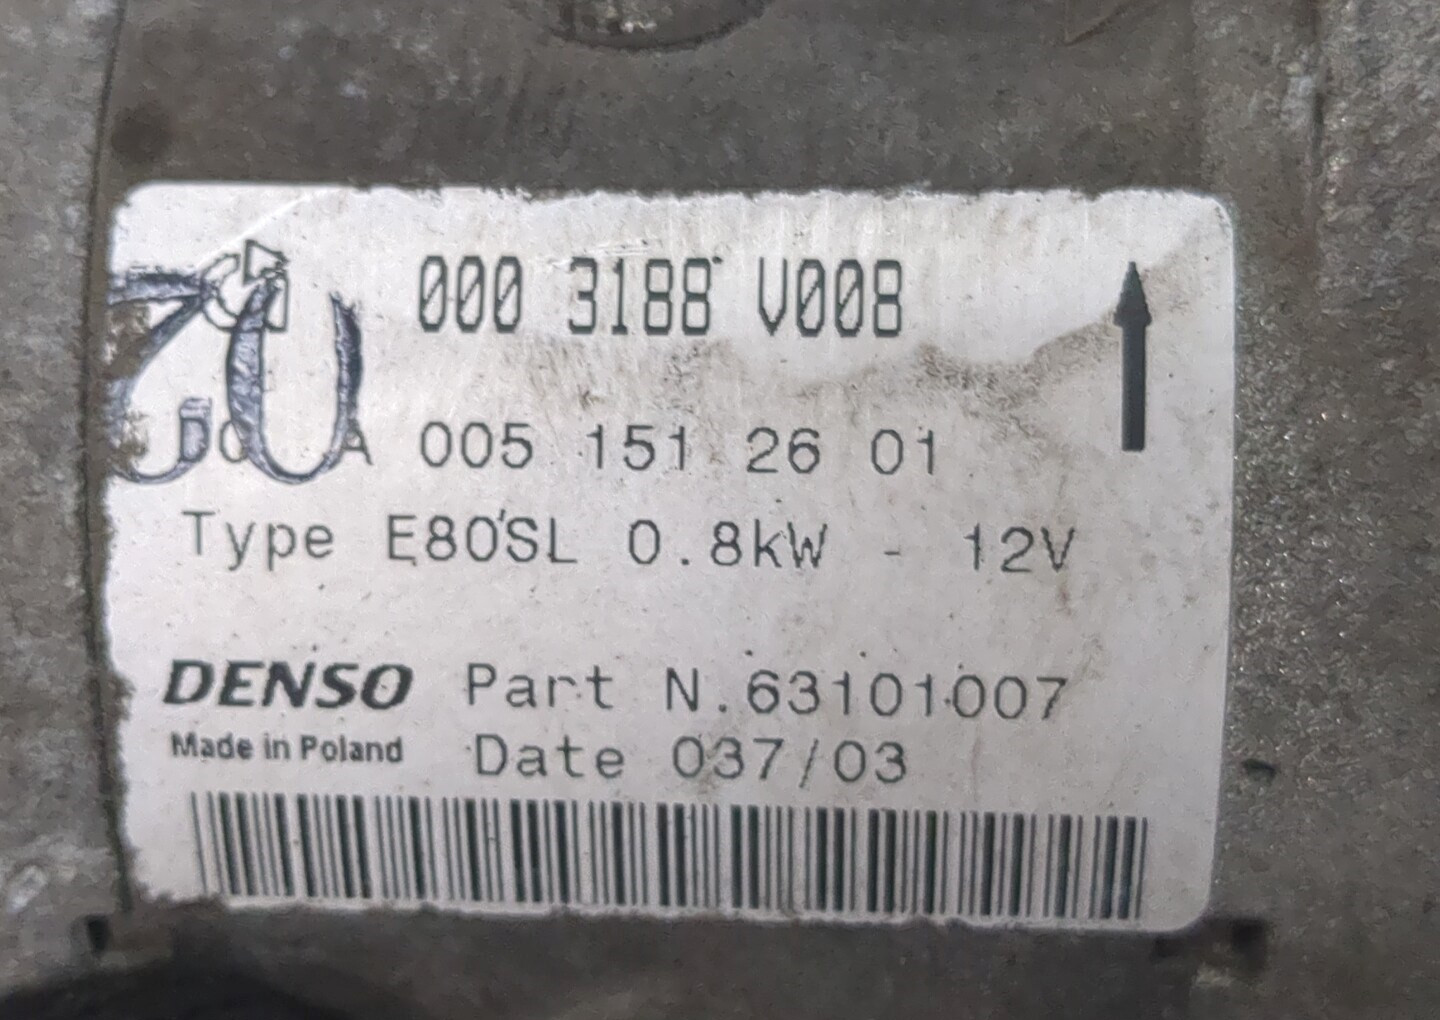 000 3188 V008
A 005 151 26 01
Type E80SL 0.8kW - 12V
DENSO Part N.63101007
Made in Poland Date 037/03